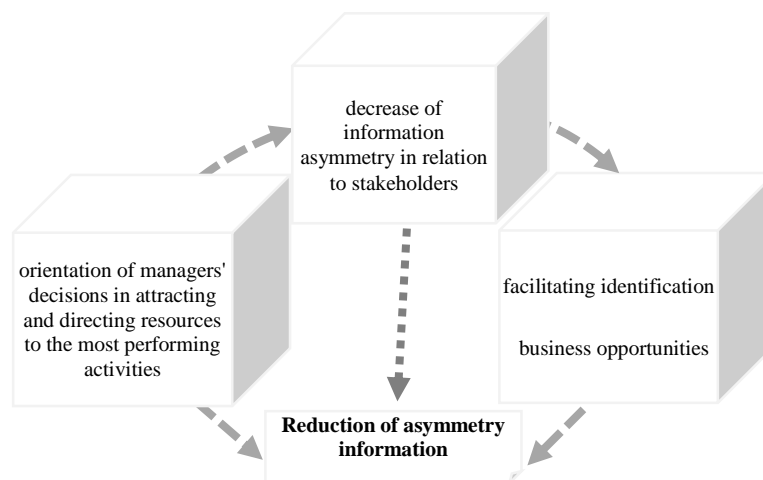 decrease of
information
asymmetry in relation
to stakeholders
orientation of managers'
decisions in attracting
and directing resources
to the most performing
activities
facilitating identification
business opportunities
Reduction of asymmetry
information